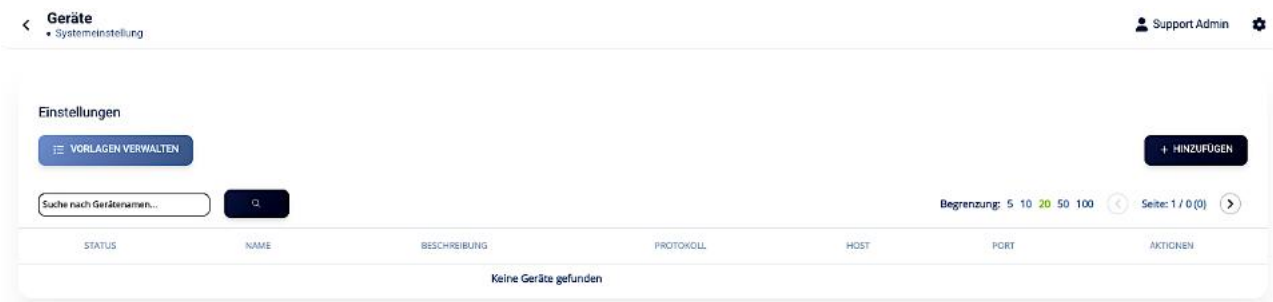 Geräte
• Systemeinstellung
Support Admin
Einstellungen
VORLAGEN VERWALTEN
+ HINZUFÜGEN
Suche nach Gerätenamen...
Begrenzung: 5 10 20 50 100 Seite: 1 / 0 (0)
STATUS NAME BESCHREIBUNG PROTOKOLL HOST PORT AKTIONEN
Keine Geräte gefunden